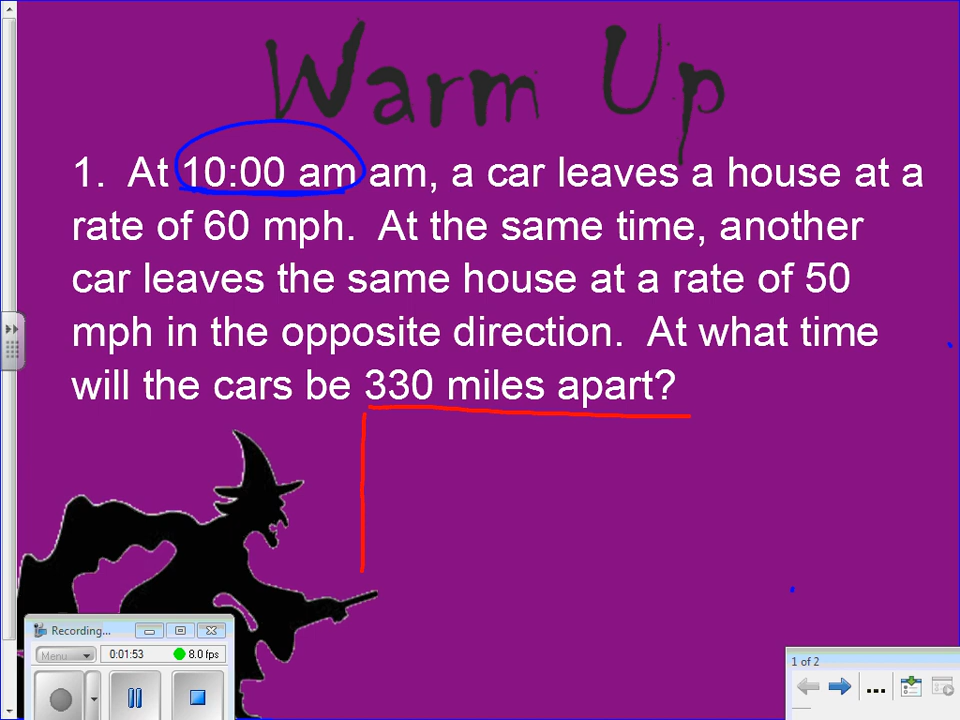 Warm Up
1. At 10:00 am am, a car leaves a house at a
rate of 60 mph. At the same time, another
car leaves the same house at a rate of 50
mph in the opposite direction. At what time
will the cars be 330 miles apart?
Recording...
Menu
0:01:53
8.0 fps
1 of 2
...